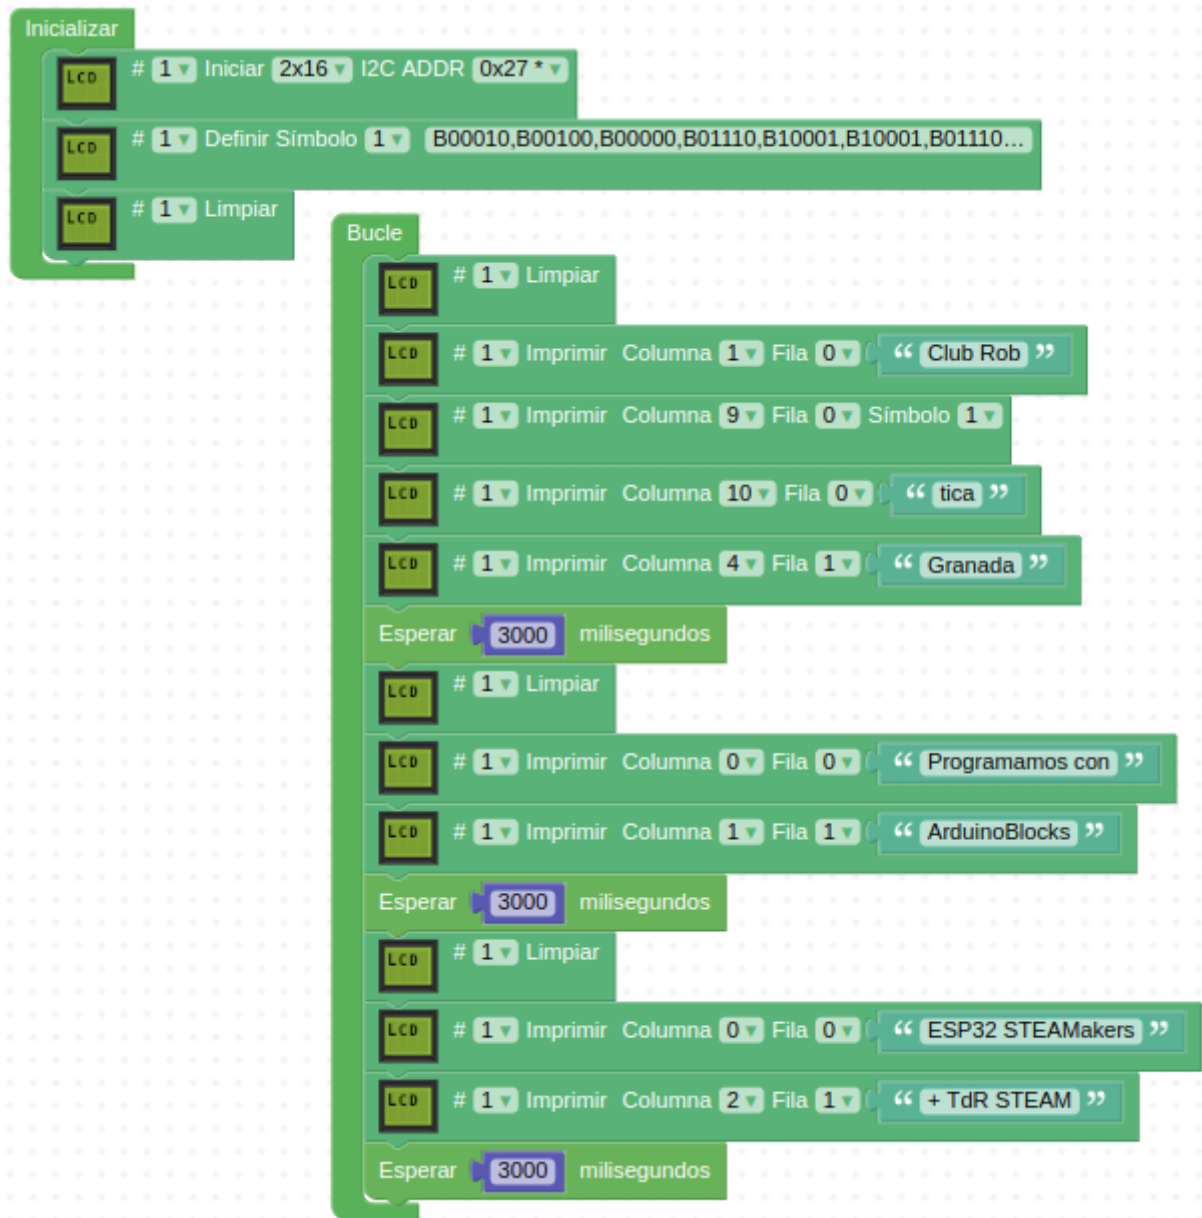 Inicializar
LCD # 1 Iniciar 2x16 I2C ADDR 0x27 *
LCD # 1 Definir Símbolo 1 B00010,B00100,B00000,B01110,B10001,B10001,B01110...
LCD # 1 Limpiar
Bucle
LCD # 1 Limpiar
LCD # 1 Imprimir Columna 1 Fila 0 “ Club Rob ”
LCD # 1 Imprimir Columna 9 Fila 0 Símbolo 1
LCD # 1 Imprimir Columna 10 Fila 0 “ tica ”
LCD # 1 Imprimir Columna 4 Fila 1 “ Granada ”
Esperar 3000 milisegundos
LCD # 1 Limpiar
LCD # 1 Imprimir Columna 0 Fila 0 “ Programamos con ”
LCD # 1 Imprimir Columna 1 Fila 1 “ ArduinoBlocks ”
Esperar 3000 milisegundos
LCD # 1 Limpiar
LCD # 1 Imprimir Columna 0 Fila 0 “ ESP32 STEAMakers ”
LCD # 1 Imprimir Columna 2 Fila 1 “ + TdR STEAM ”
Esperar 3000 milisegundos